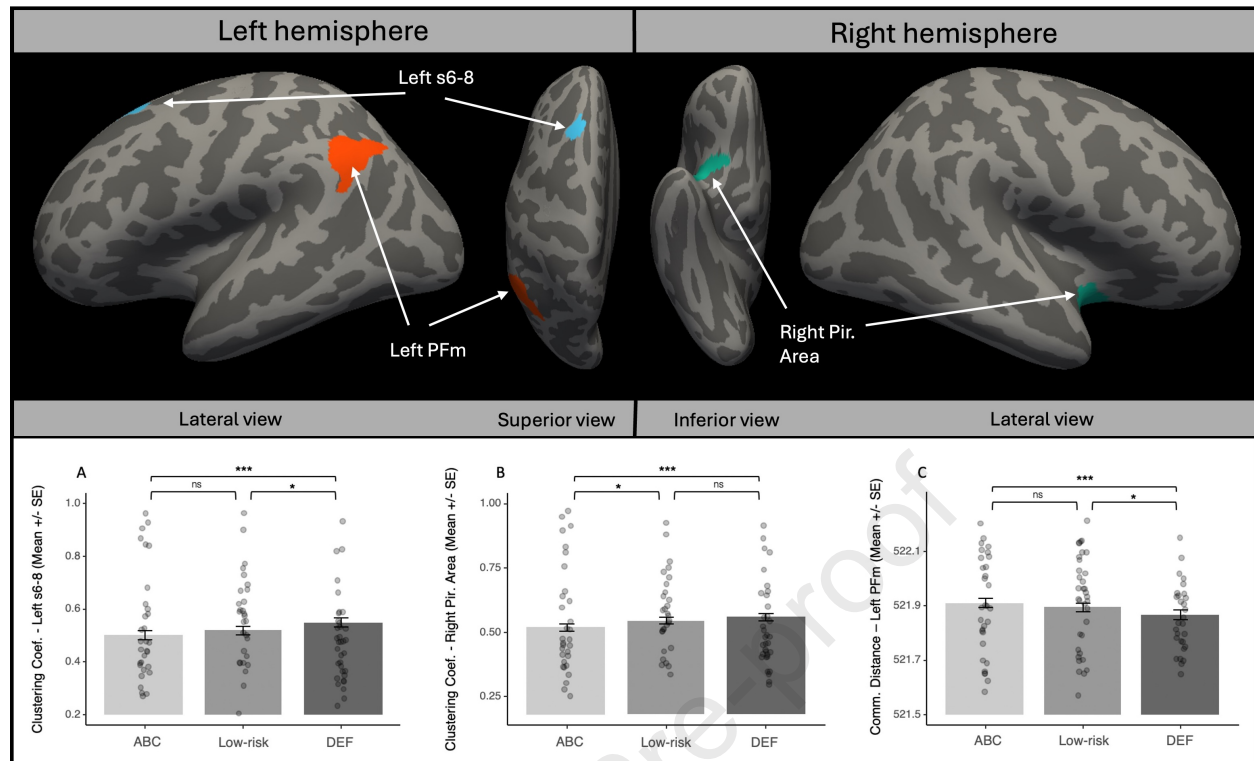 Left hemisphere
Right hemisphere
Left s6-8
Left PFm
Right Pir.
Area
Lateral view
Superior view
Inferior view
Lateral view
A
***
ns
*
Clustering Coef. - Left s6-8 (Mean +/- SE)
1.0
0.8
0.6
0.4
0.2
ABC
Low-risk
DEF
B
***
*
ns
Clustering Coef. - Right Pir. Area (Mean +/- SE)
1.00
0.75
0.50
0.25
ABC
Low-risk
DEF
C
***
ns
*
Comm. Distance – Left PFm (Mean +/- SE)
522.1
521.9
521.7
521.5
ABC
Low-risk
DEF
re-proof